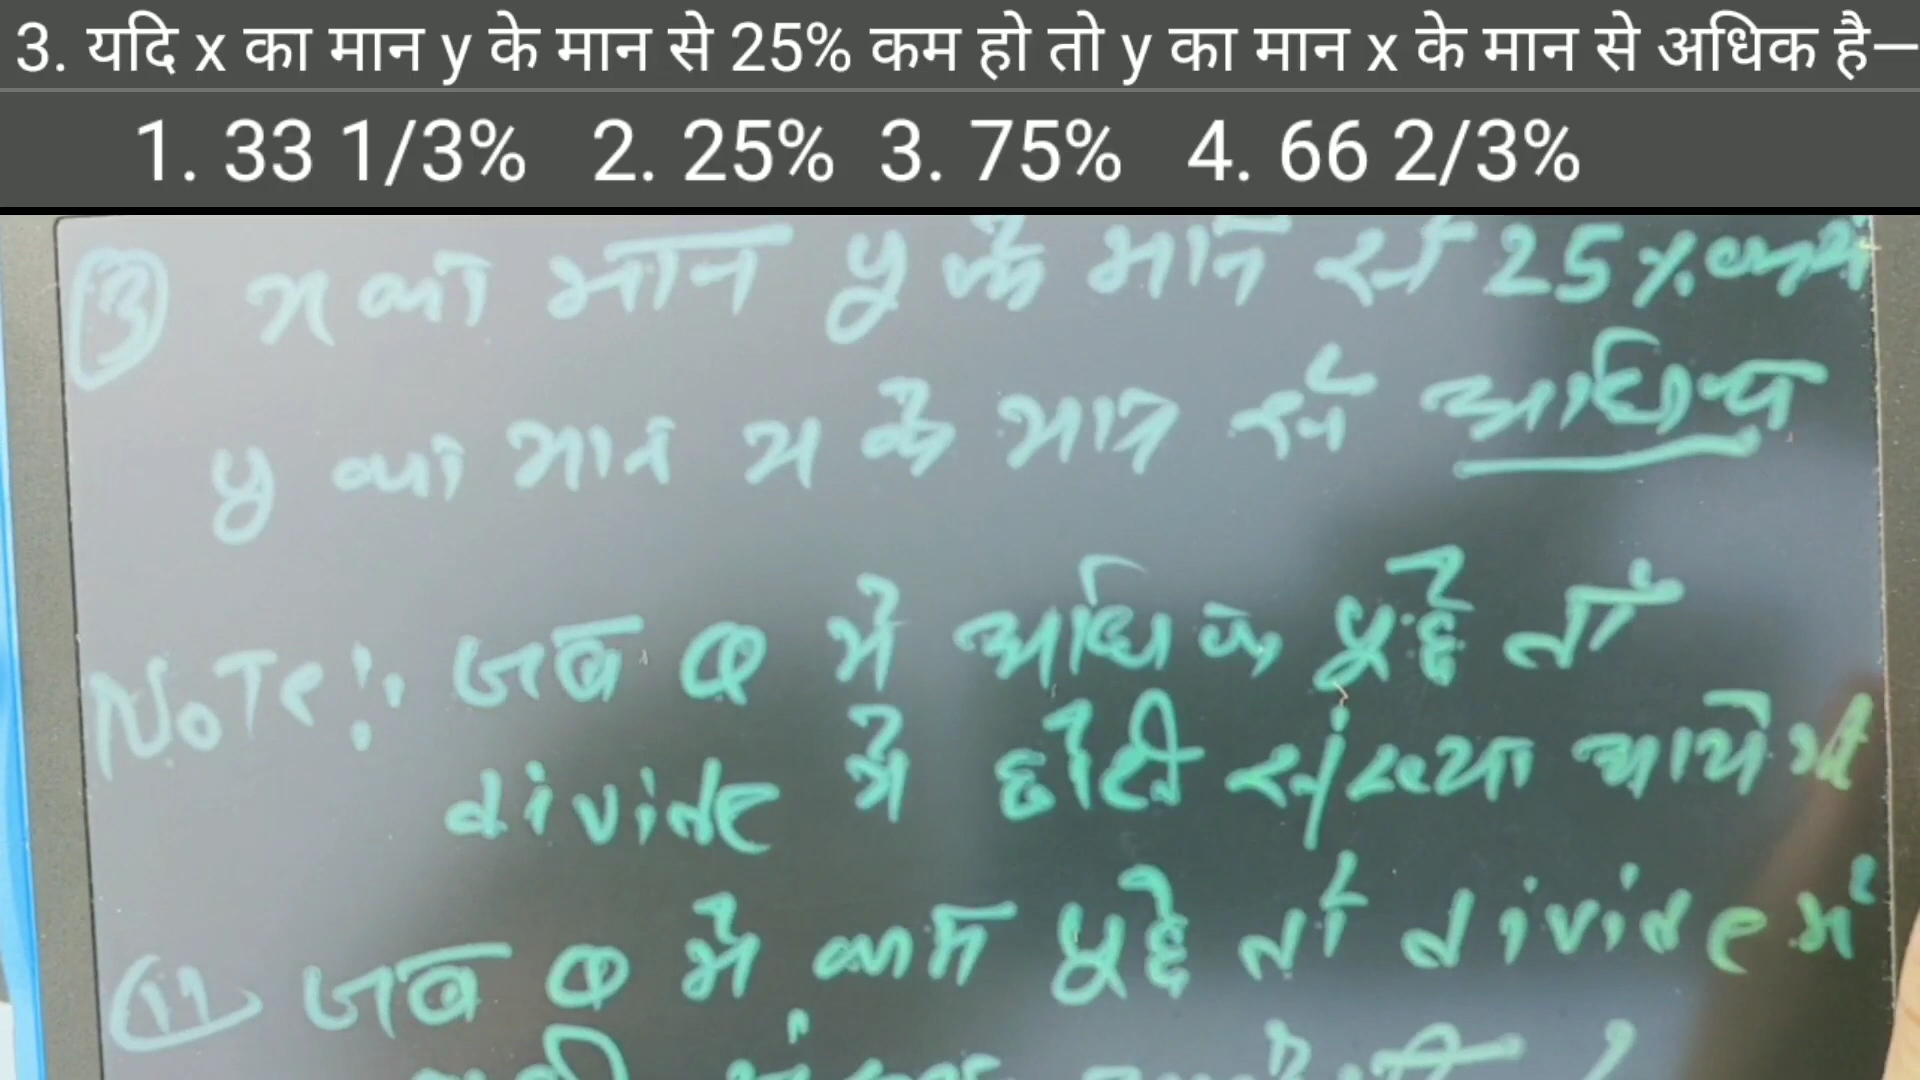 3. यदि x का मान y के मान से 25% कम हो तो y का मान x के मान से अधिक है—
1. 33 1/3% 2. 25% 3. 75% 4. 66 2/3%
③ x का मान y के मान से 25% कम
y का मान x के मान से अधिक
NOTE:. जब Q में अधिक पूछे तो
divide में छोटी संख्या आयेगी
(11) जब Q में कम पूछे तो divide में